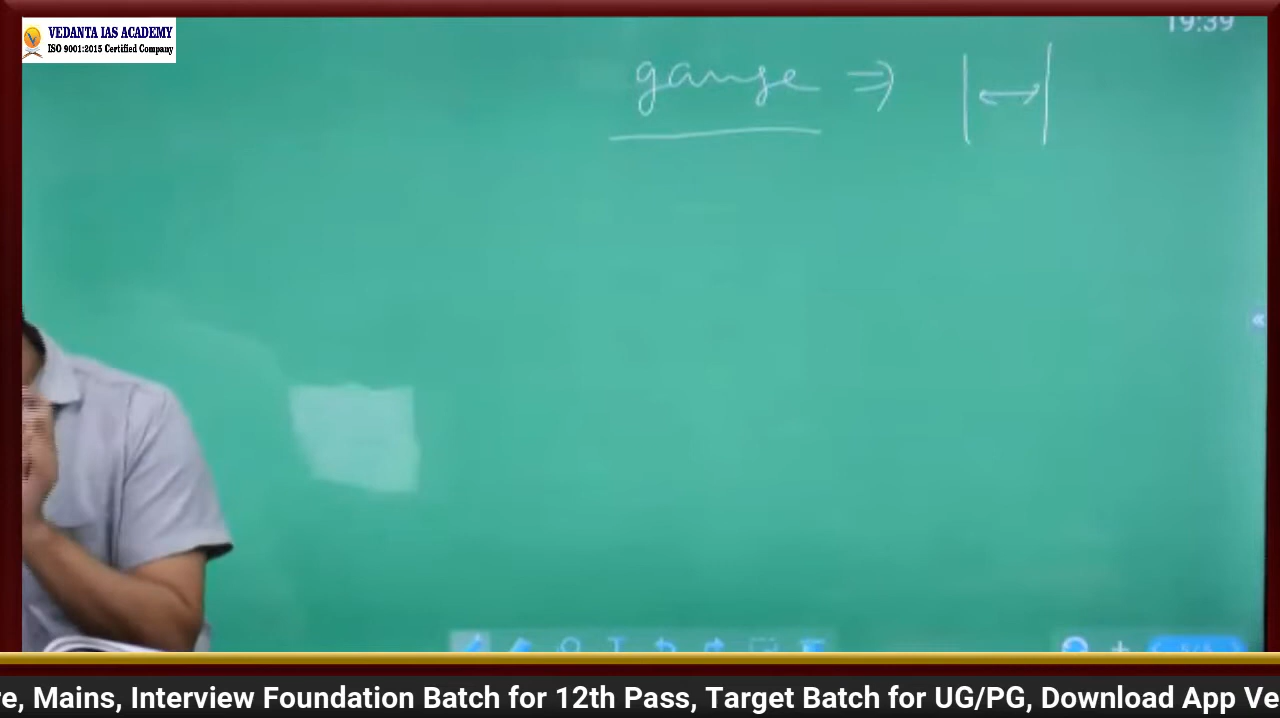 VEDANTA IAS ACADEMY
ISO 9001:2015 Certified Company
19:39
gauge ⇒ |↔|
re, Mains, Interview Foundation Batch for 12th Pass, Target Batch for UG/PG, Download App Ve